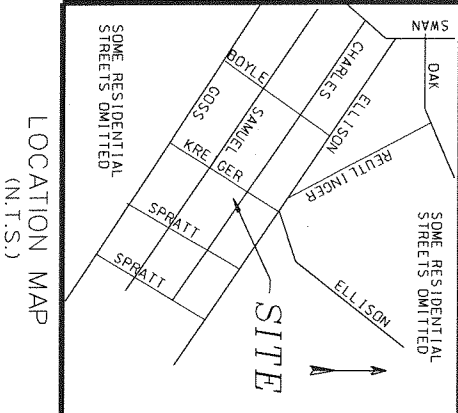 SWAN
OAK
SOME RESIDENTIAL
STREETS OMITTED
BOYLE
CHARLES
ELLISON
REUTLINGER
SOME RESIDENTIAL
STREETS OMITTED
GOSS
SAMUEL
KREGER
SPRATT
SPRATT
ELLISON
SITE
LOCATION MAP
(N.T.S.)